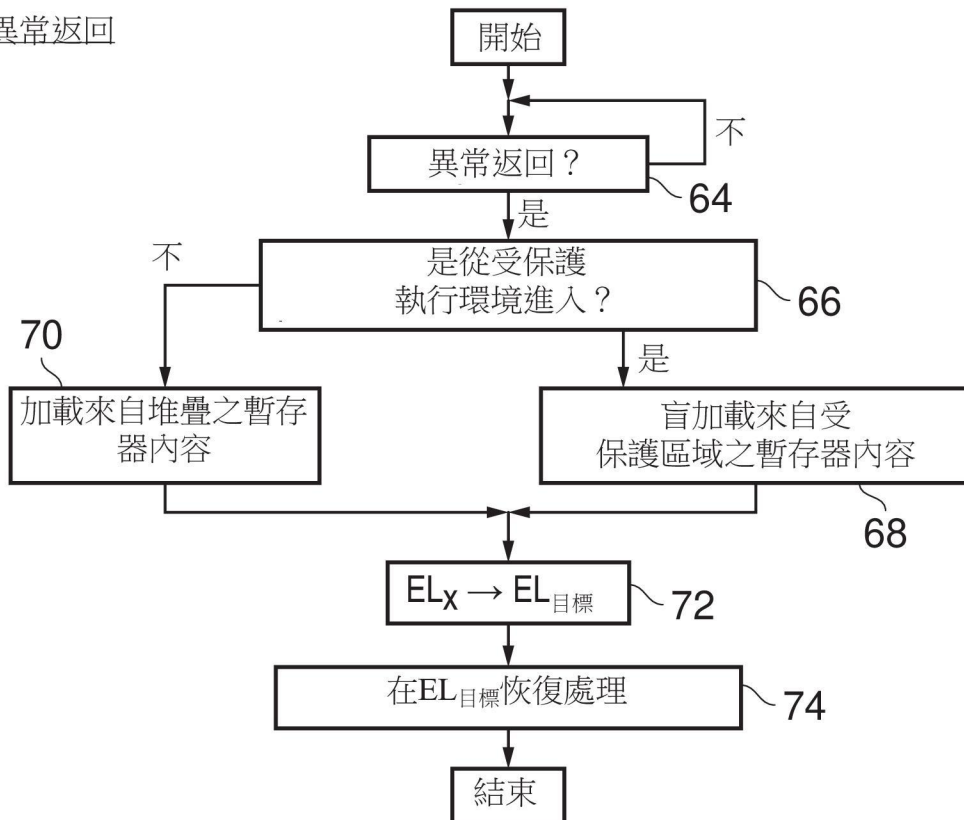 異常返回
開始
不
異常返回？
64
是
不
是從受保護
執行環境進入？
66
70
是
加載來自堆疊之暫存
器內容
盲加載來自受
保護區域之暫存器內容
68
ELX → EL目標
72
在EL目標恢復處理
74
結束